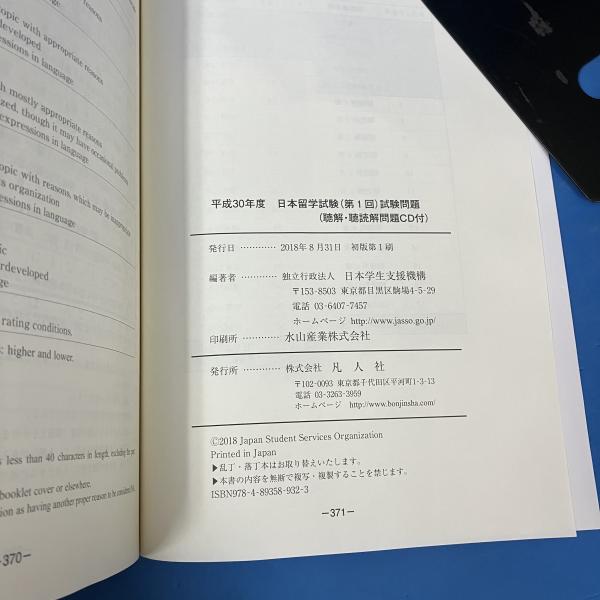 topic with appropriate reasons
developed
expressions in language
with mostly appropriate reasons
though it may have occasional problems
expressions in language
topic with reasons, which may be inappropriate
organization
expressions in language
rating conditions.
: higher and lower.
less than 40 characters in length, excluding the
booklet cover or elsewhere.
as having another proper reason to be considered
-370-
平成30年度 日本留学試験(第1回)試験問題
(聴解・聴読解問題CD付)
発行日 ………… 2018年8月31日 初版第1刷
編著者 ………… 独立行政法人 日本学生支援機構
〒153-8503 東京都目黒区駒場4-5-29
電話 03-6407-7457
ホームページ http://www.jasso.go.jp/
印刷所 ………… 水山産業株式会社
発行所 ………… 株式会社 凡人社
〒102-0093 東京都千代田区平河町1-3-13
電話 03-3263-3959
ホームページ http://www.bonjinsha.com/
©2018 Japan Student Services Organization
Printed in Japan
▶乱丁・落丁本はお取り替えいたします。
▶本書の内容を無断で複写・複製することを禁じます。
ISBN978-4-89358-932-3
-371-